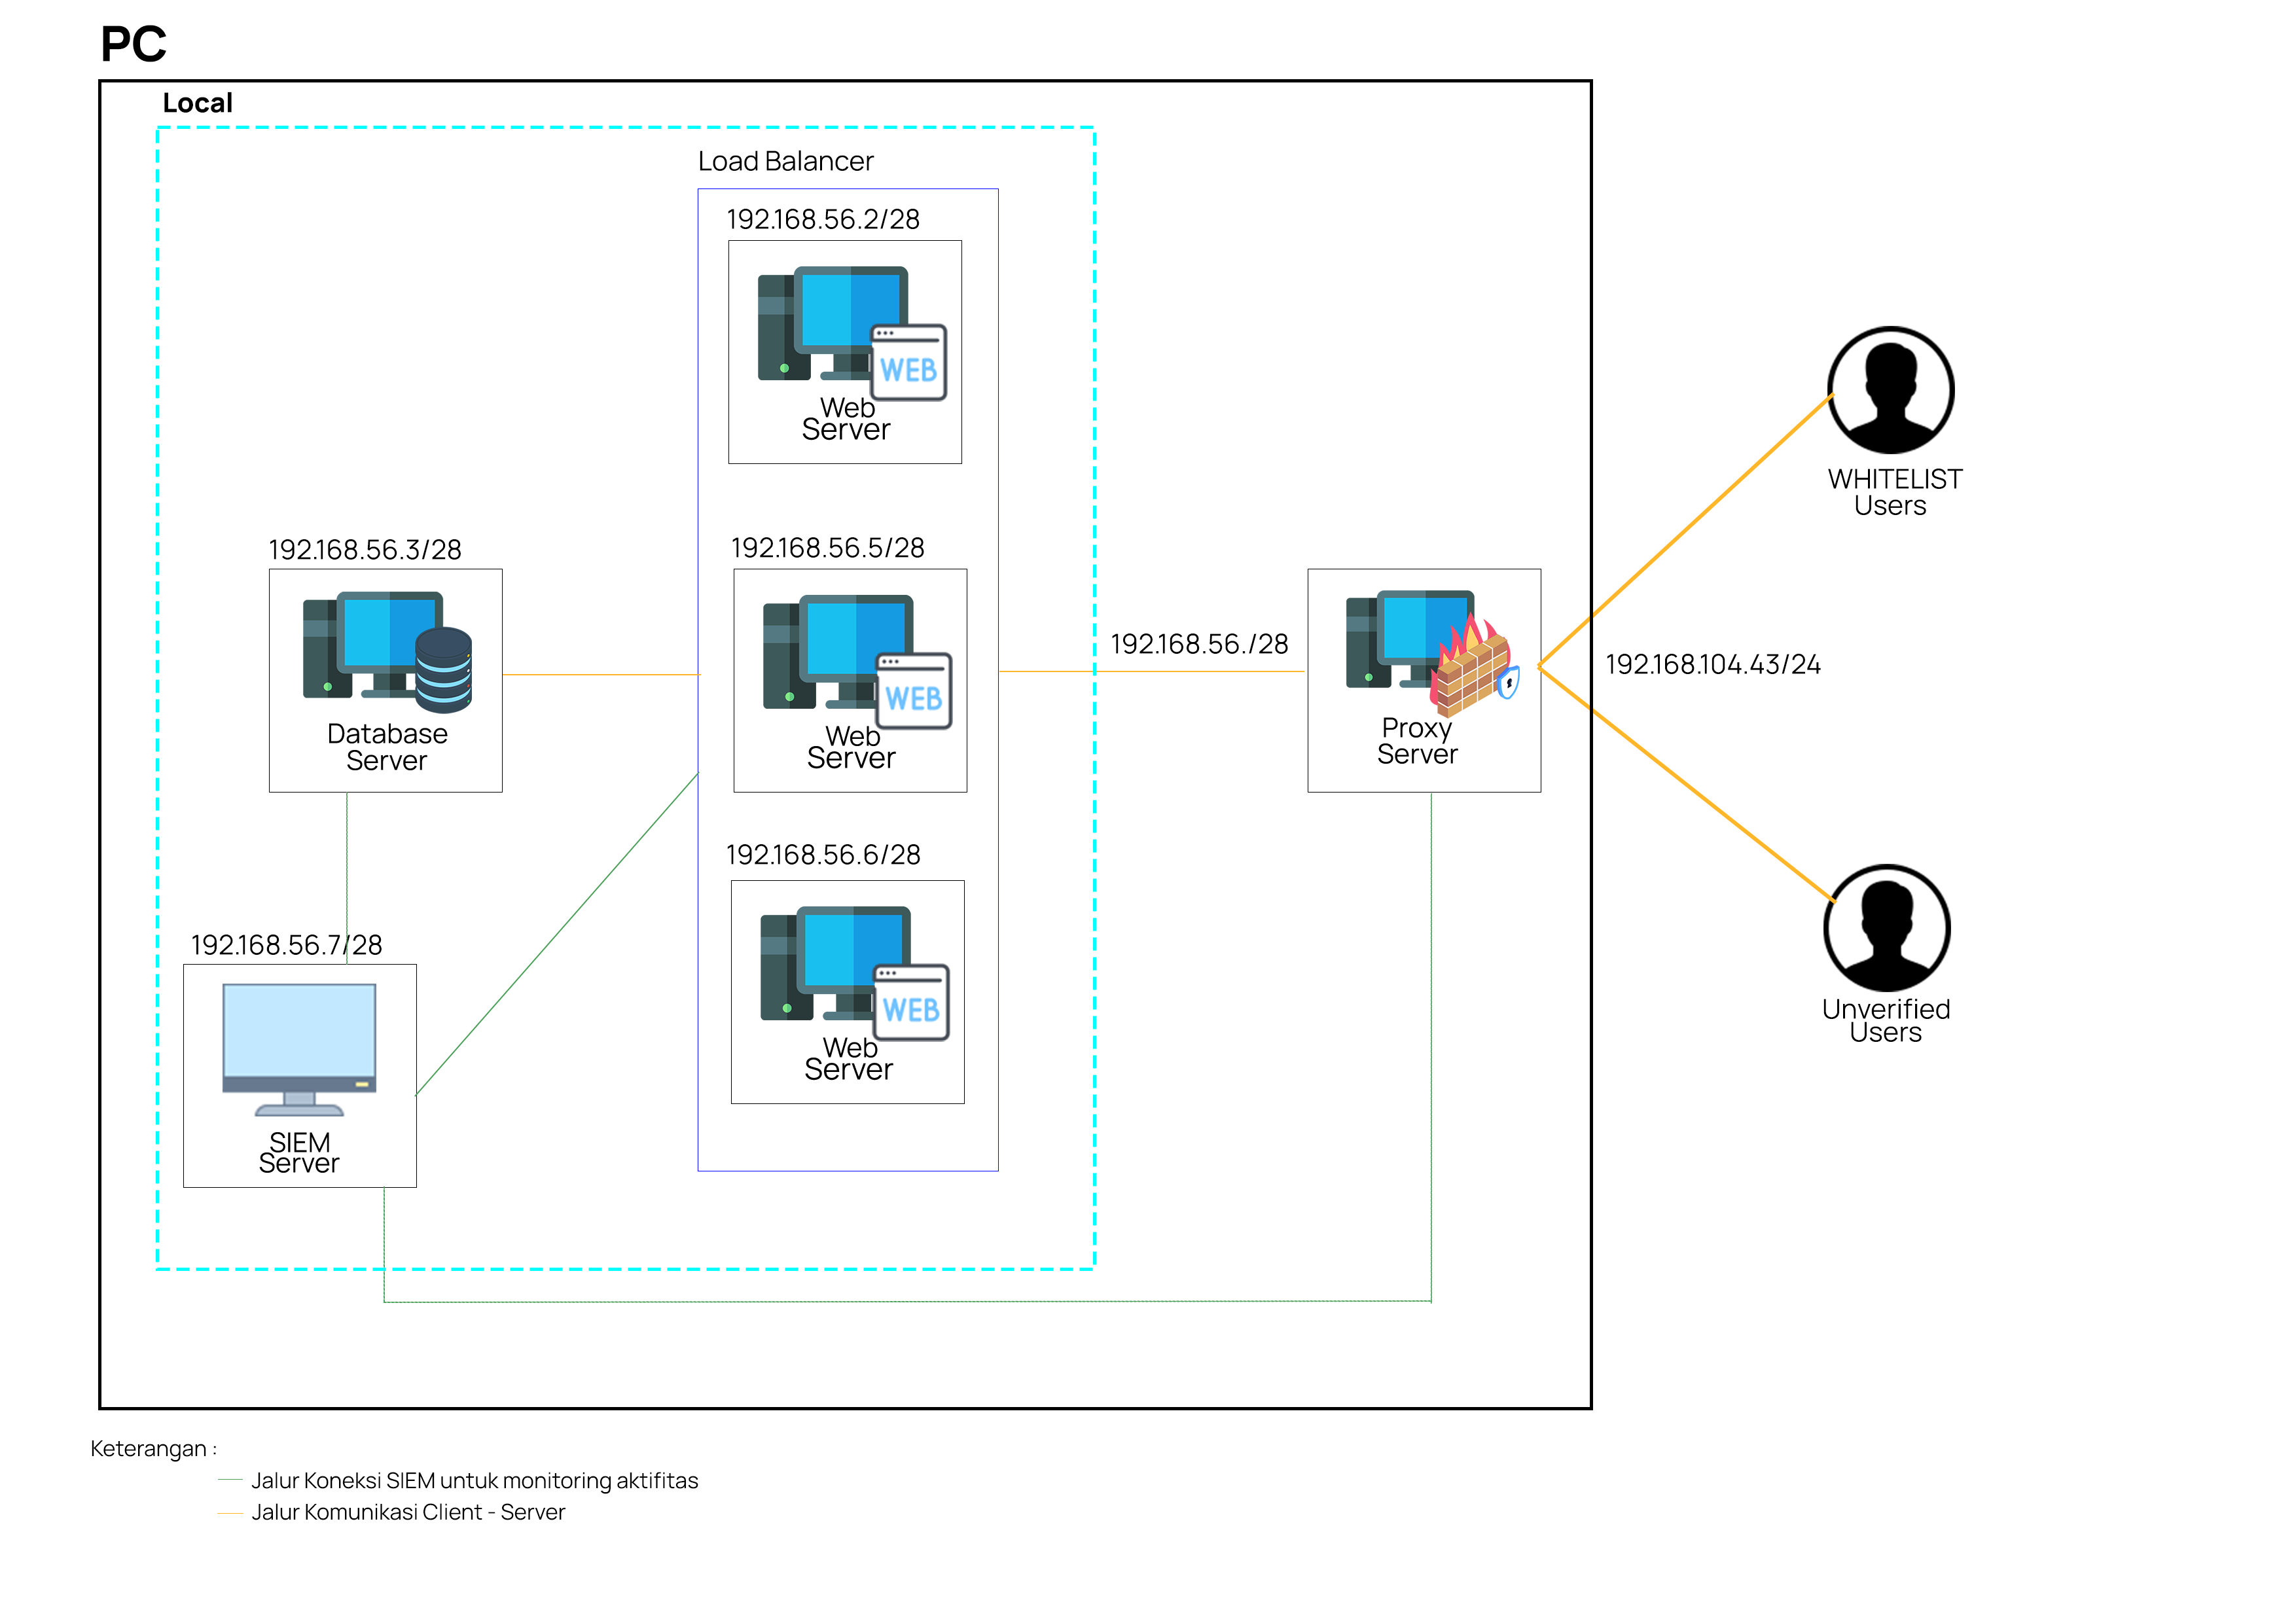 PC
Local
Load Balancer
192.168.56.2/28
WEB
Web
Server
192.168.56.3/28
Database
Server
192.168.56.5/28
WEB
Web
Server
192.168.56./28
Proxy
Server
192.168.104.43/24
WHITELIST
Users
192.168.56.6/28
WEB
Web
Server
192.168.56.7/28
SIEM
Server
Unverified
Users
Keterangan :
Jalur Koneksi SIEM untuk monitoring aktifitas
Jalur Komunikasi Client - Server